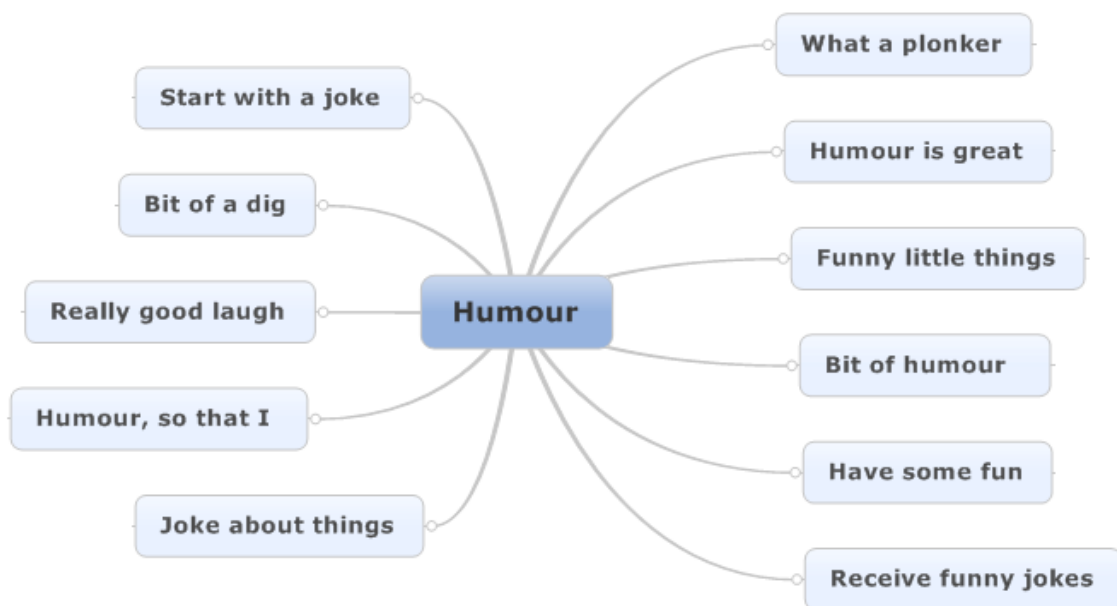 What a plonker
Start with a joke
Humour is great
Bit of a dig
Funny little things
Humour
Really good laugh
Bit of humour
Humour, so that I
Have some fun
Joke about things
Receive funny jokes